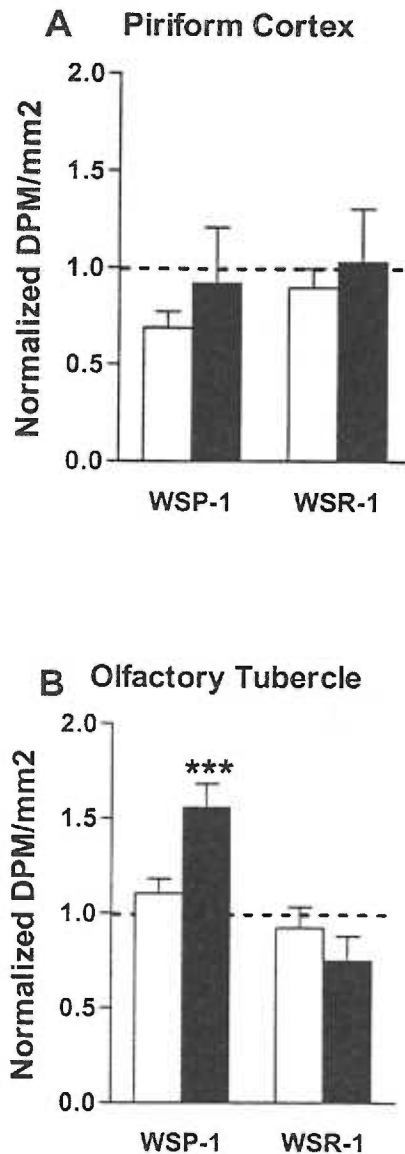 A Piriform Cortex
Normalized DPM/mm2
2.0
1.5
1.0
0.5
0.0
WSP-1 WSR-1
B Olfactory Tubercle
Normalized DPM/mm2
2.0
1.5
1.0
0.5
0.0
***
WSP-1 WSR-1